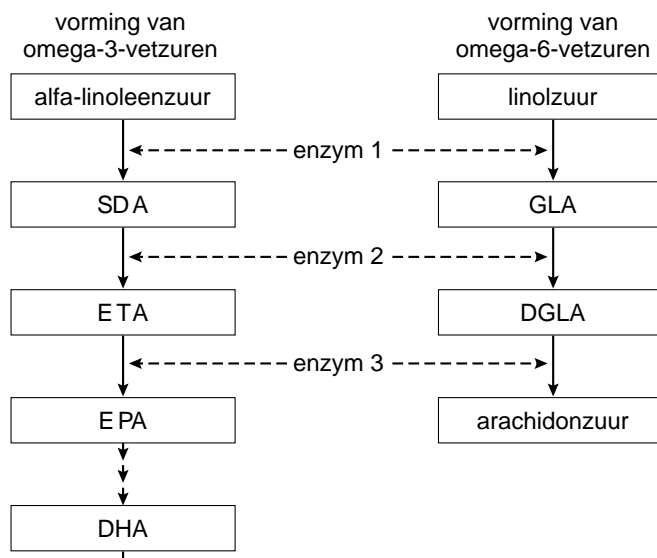 vorming van
omega-3-vetzuren
vorming van
omega-6-vetzuren
alfa-linoleenzuur
linolzuur
enzym 1
SDA
GLA
enzym 2
ETA
DGLA
enzym 3
EPA
arachidonzuur
DHA